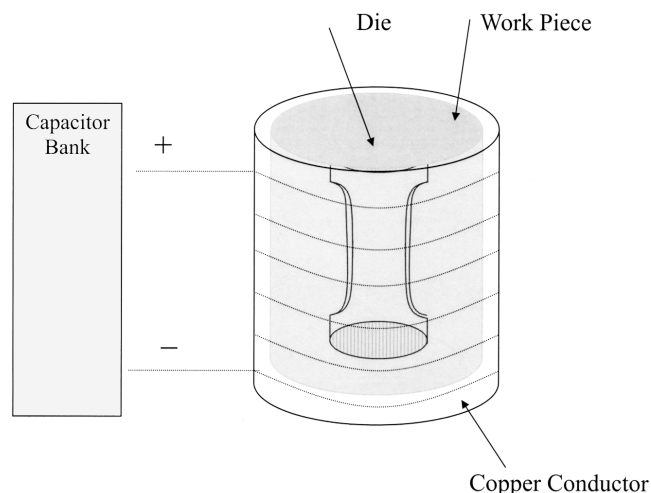 Die
Work Piece
Capacitor
Bank
+
−
Copper Conductor